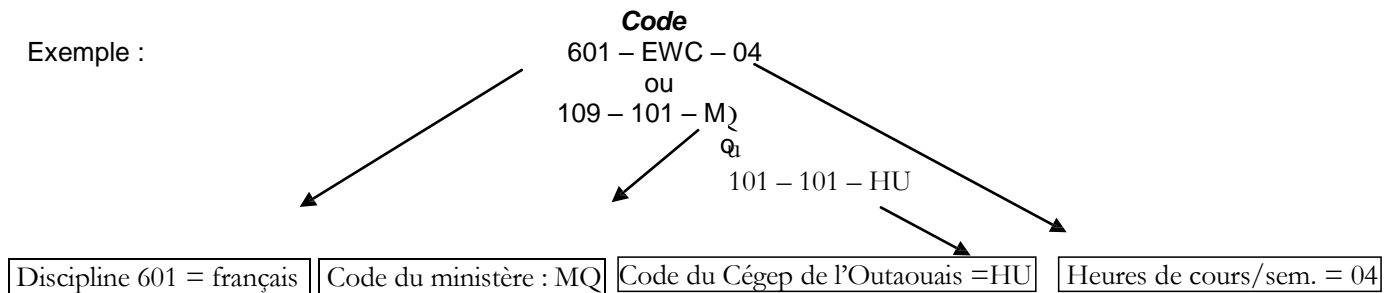 Code
Exemple : 601 – EWC – 04
ou
109 – 101 – MQ
ou
101 – 101 – HU
Discipline 601 = français Code du ministère : MQ Code du Cégep de l’Outaouais =HU Heures de cours/sem. = 04